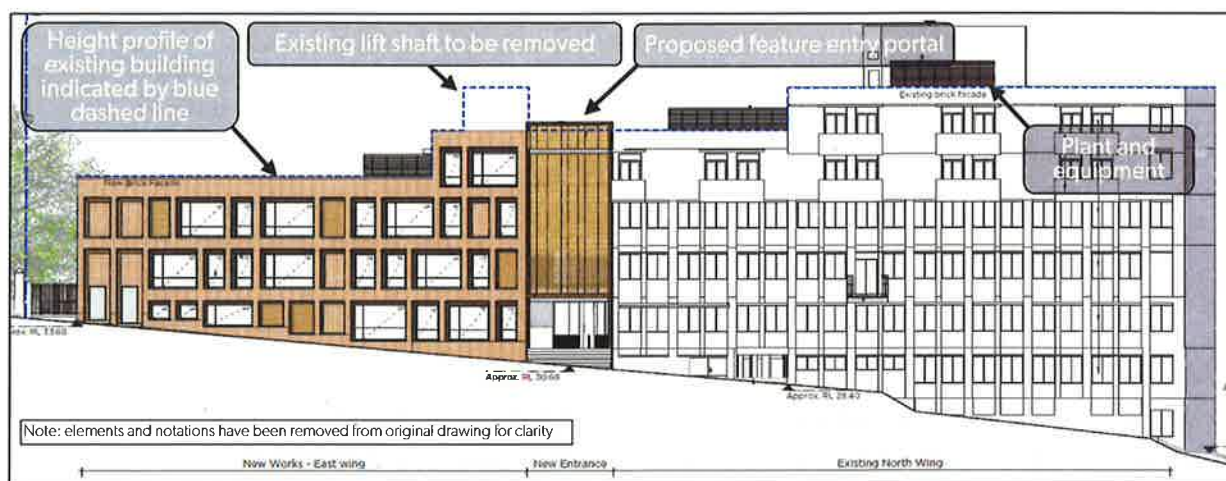 Height profile of
existing building
indicated by blue
dashed line
Existing lift shaft to be removed
Proposed feature entry portal
Existing brick facade
Plant and
equipment
New Brick Facade
Approx. RL 30.68
Approx. RL 28.40
Note: elements and notations have been removed from original drawing for clarity
New Works - East wing
New Entrance
Existing North Wing